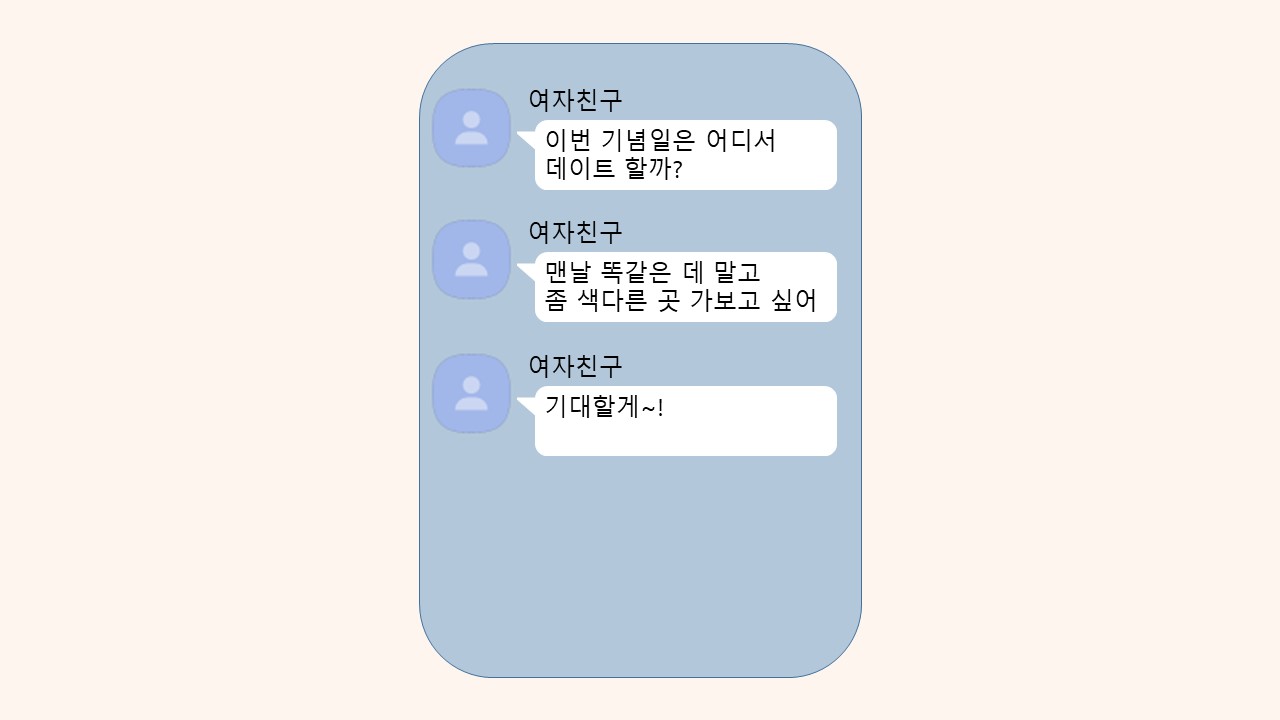 여자친구
이번 기념일은 어디서
데이트 할까?
여자친구
맨날 똑같은 데 말고
좀 색다른 곳 가보고 싶어
여자친구
기대할게~!